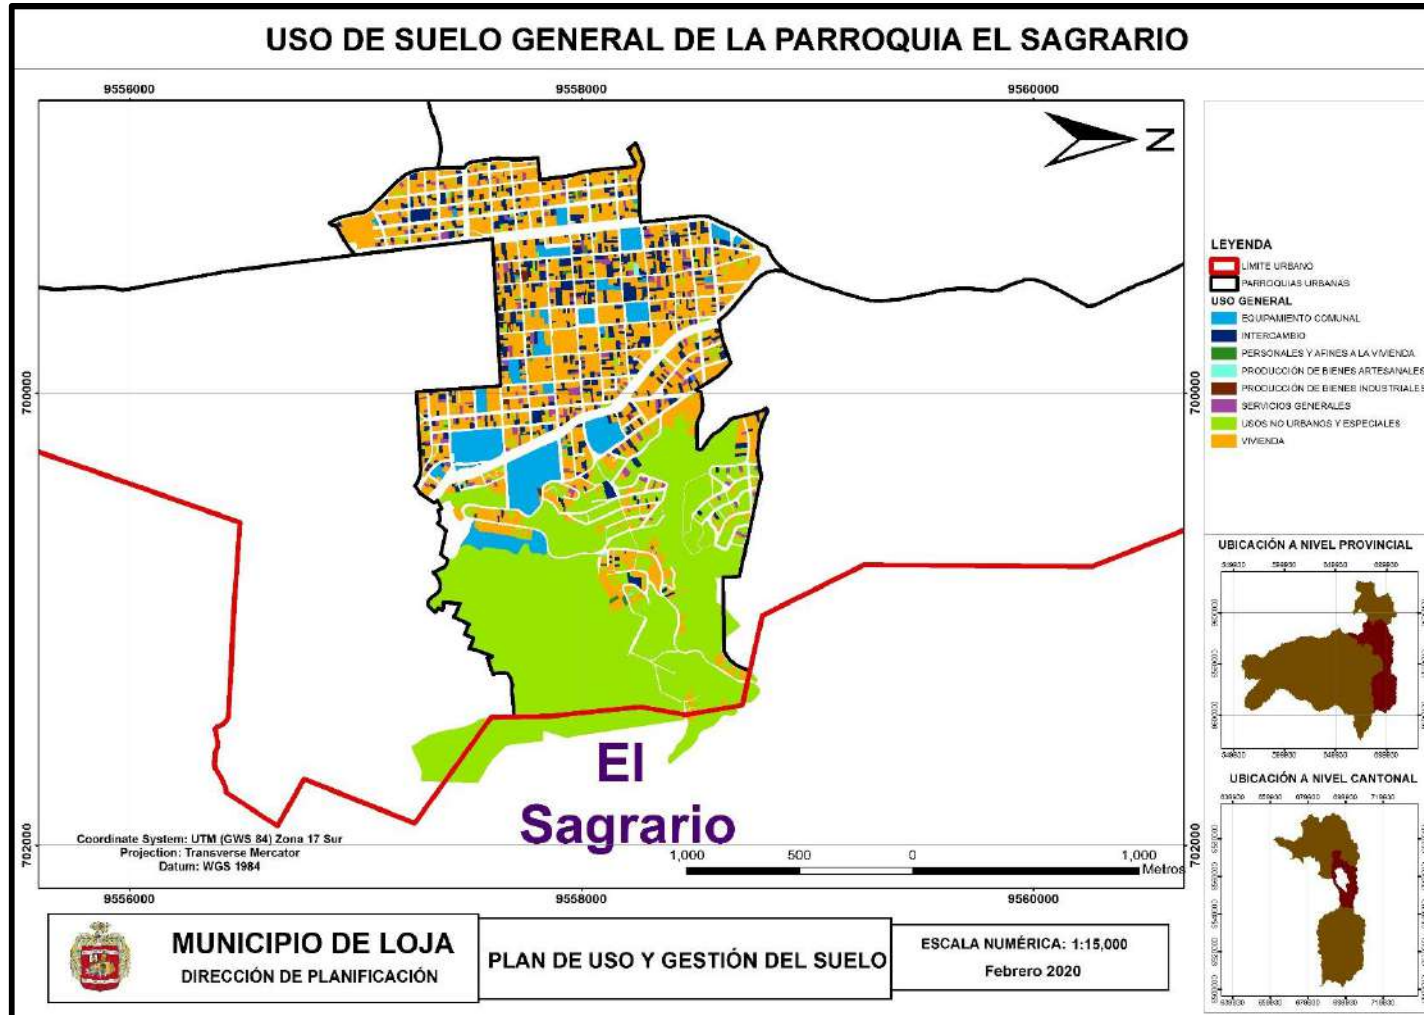 USO DE SUELO GENERAL DE LA PARROQUIA EL SAGRARIO
9556000
9558000
9560000
N
700000
700000
702000
702000
El
Sagrario
Coordinate System: UTM (GWS 84) Zona 17 Sur
Projection: Transverse Mercator
Datum: WGS 1984
1,000
500
0
1,000
Metros
9556000
9558000
9560000
LEYENDA
LÍMITE URBANO
PARROQUIAS URBANAS
USO GENERAL
EQUIPAMIENTO COMUNAL
INTERCAMBIO
PERSONALES Y AFINES A LA VIVIENDA
PRODUCCIÓN DE BIENES ARTESANALES
PRODUCCIÓN DE BIENES INDUSTRIALES
SERVICIOS GENERALES
USOS NO URBANOS Y ESPECIALES
VIVIENDA
UBICACIÓN A NIVEL PROVINCIAL
UBICACIÓN A NIVEL CANTONAL
MUNICIPIO DE LOJA
DIRECCIÓN DE PLANIFICACIÓN
PLAN DE USO Y GESTIÓN DEL SUELO
ESCALA NUMÉRICA: 1:15,000
Febrero 2020